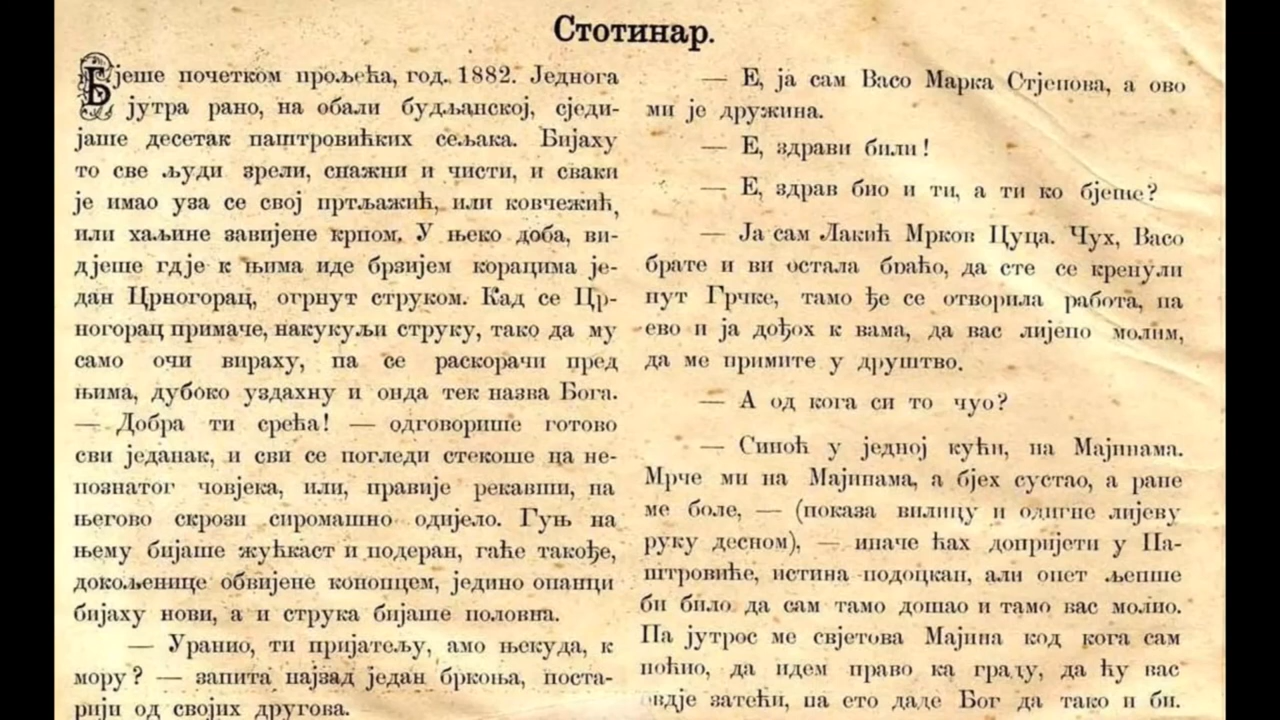 Стотинар.
Бјеше почетком прољећа, год. 1882. Једнога
јутра рано, на обали будљанској, сједи-
јаше десетак паштровићких сељака. Бијаху
то све људи зрели, снажни и чисти, и сваки
је имао уза се свој пртљажић, или ковчежић,
или хаљине завијене крпом. У њеко доба, ви-
дјеше гдје к њима иде брзијем корацима је-
дан Црногорац, огрнут струком. Кад се Цр-
ногорац примаче, накукуљи струку, тако да му
само очи вираху, па се раскорачи пред
њима, дубоко уздахну и онда тек назва Бога.
— Добра ти срећа! — одговорише готово
сви једанак, и сви се погледи стекоше на не-
познатог човјека, или, правије рекавши, на
његово скрози сиромашно одијело. Гуњ на
њему бијаше жућкаст и подеран, гаће такође,
докољенице обвијене конопцем, једино опанци
бијаху нови, а и струка бијаше половна.
— Уранио, ти пријатељу, амо њекуда, к
мору? — запита најзад један бркоња, поста-
рији од својих другова.
— Е, ја сам Васо Марка Стјепова, а ово
ми је дружина.
— Е, здрави били!
— Е, здрав био и ти, а ти ко бјеше?
— Ја сам Лакић Мрков Цуца. Чух, Васо
брате и ви остала браћо, да сте се кренули
пут Грчке, тамо ђе се отворила работа, па
ево и ја дођох к вама, да вас лијепо молим,
да ме примите у друштво.
— А од кога си то чуо?
— Синоћ у једној кући, на Мајинама.
Мрче ми на Мајинама, а бјех сустао, а ране
ме боле, — (показа вилицу и одигне лијеву
руку десном), — иначе ћах допријети у Па-
штровиће, истина подоцкан, али опет љепше
би било да сам тамо дошао и тамо вас молио.
Па јутрос ме свјетова Мајина код кога сам
ноћио, да идем право ка граду, да ћу вас
овдје затећи, па ето даде Бог да тако и би.